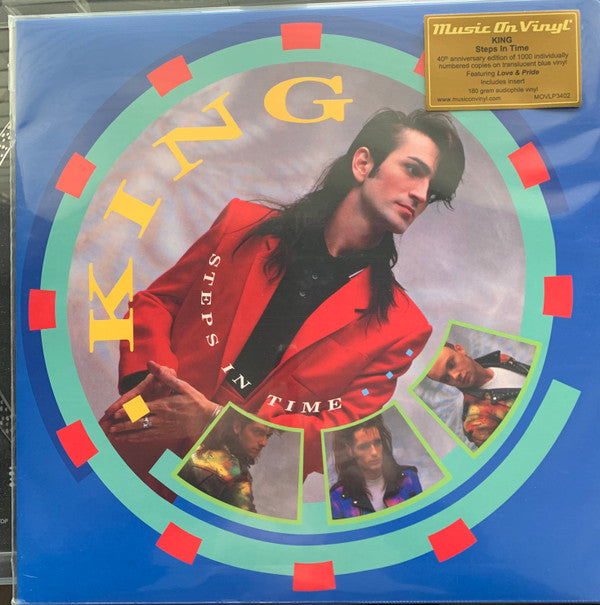 Music On Vinyl®
KING
Steps In Time
40th anniversary edition of 1000 individually
numbered copies on translucent blue vinyl
Featuring Love & Pride
Includes insert
180 gram audiophile vinyl
www.musiconvinyl.com MOVLP3402
KING
STEPS IN TIME...